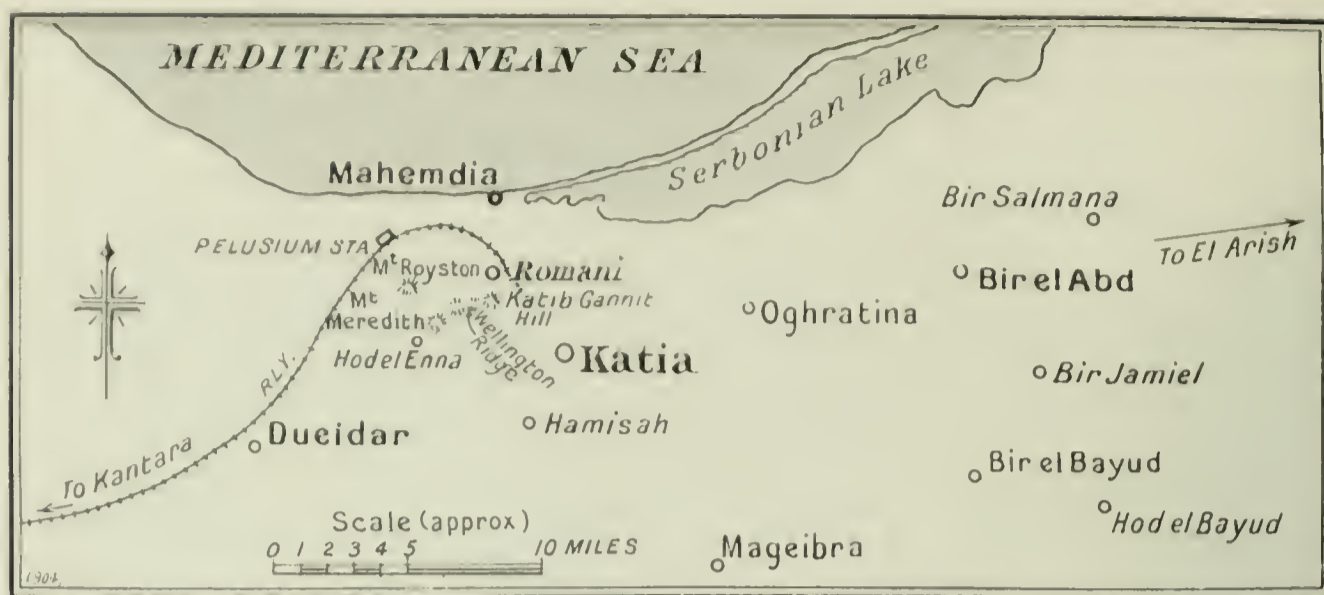 MEDITERRANEAN SEA
Serbonian Lake
Mahemdia
Bir Salmana
To El Arish
PELUSIUM STA
Mt Royston
Romani
Bir el Abd
Mt
Meredith
Katib Gannit
Hill
Oghratina
Wellington
Ridge
Hod el Enna
Katia
Bir Jamiel
RLY.
Hamisah
Dueidar
To Kantara
Bir el Bayud
Hod el Bayud
Scale (approx)
0 1 2 3 4 5 10 MILES
Mageibra